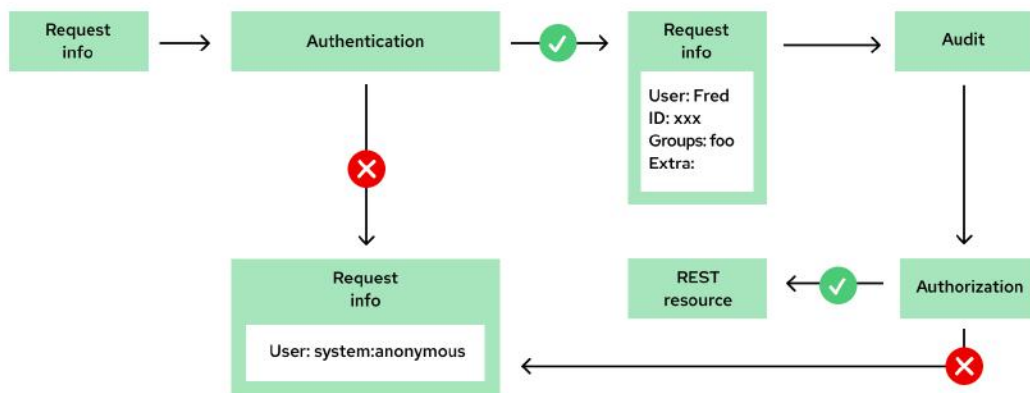 Request
info
Authentication
Request
info
User: Fred
ID: xxx
Groups: foo
Extra:
Audit
Request
info
User: system:anonymous
REST
resource
Authorization